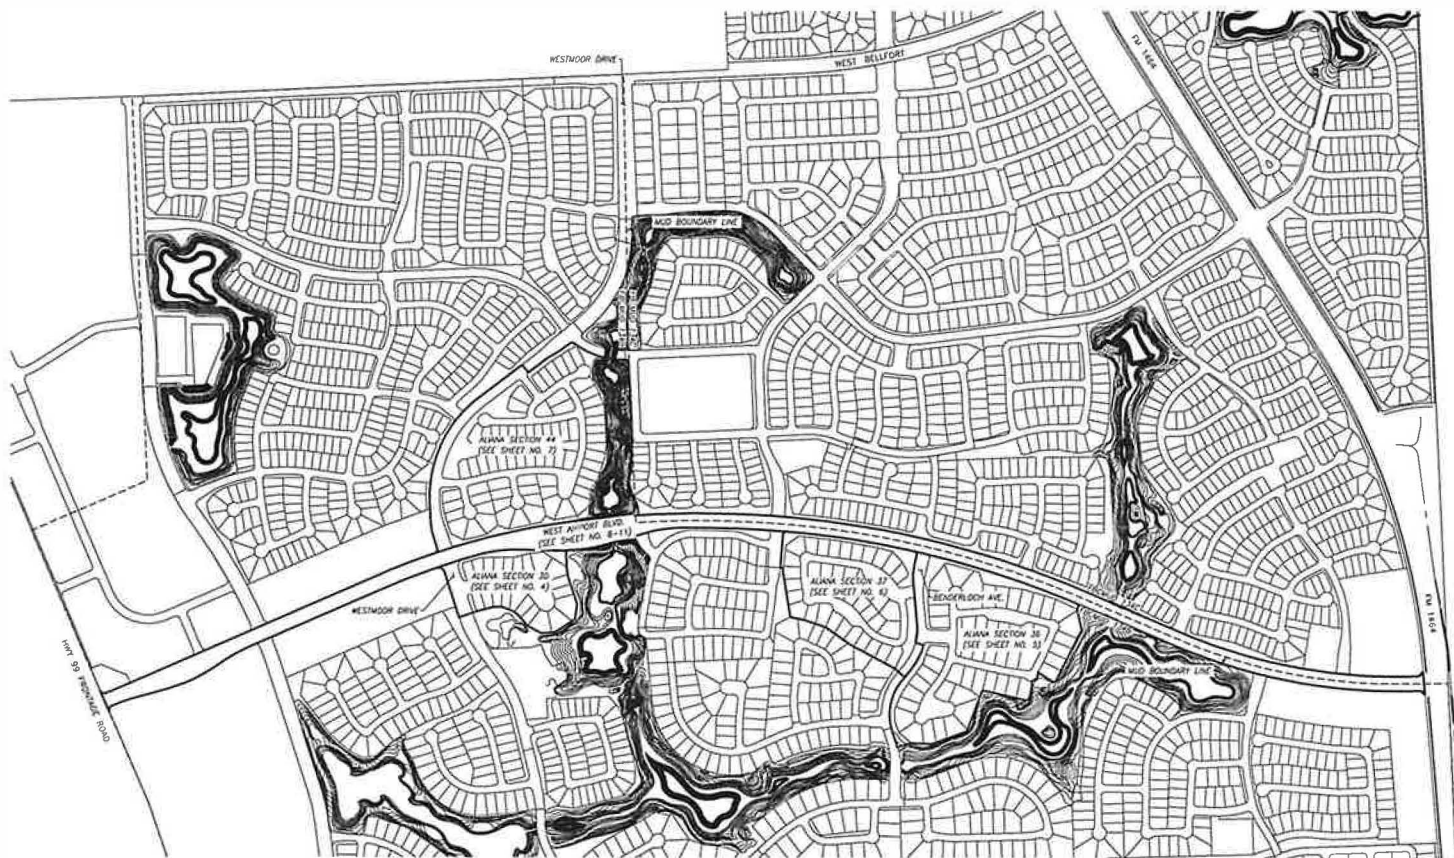 WESTMOOR DRIVE
WEST BELLFORT
FM 1464
MUD BOUNDARY LINE
ALIANA SECTION 44
(SEE SHEET NO. 7)
WEST AIRPORT BLVD.
(SEE SHEET NO. 8-11)
ALIANA SECTION 30
(SEE SHEET NO. 4)
ALIANA SECTION 37
(SEE SHEET NO. 6)
BENDERLOCH AVE.
WESTMOOR DRIVE
ALIANA SECTION 36
(SEE SHEET NO. 5)
FM 1464
HWY 99 FRONTAGE ROAD
MUD BOUNDARY LINE